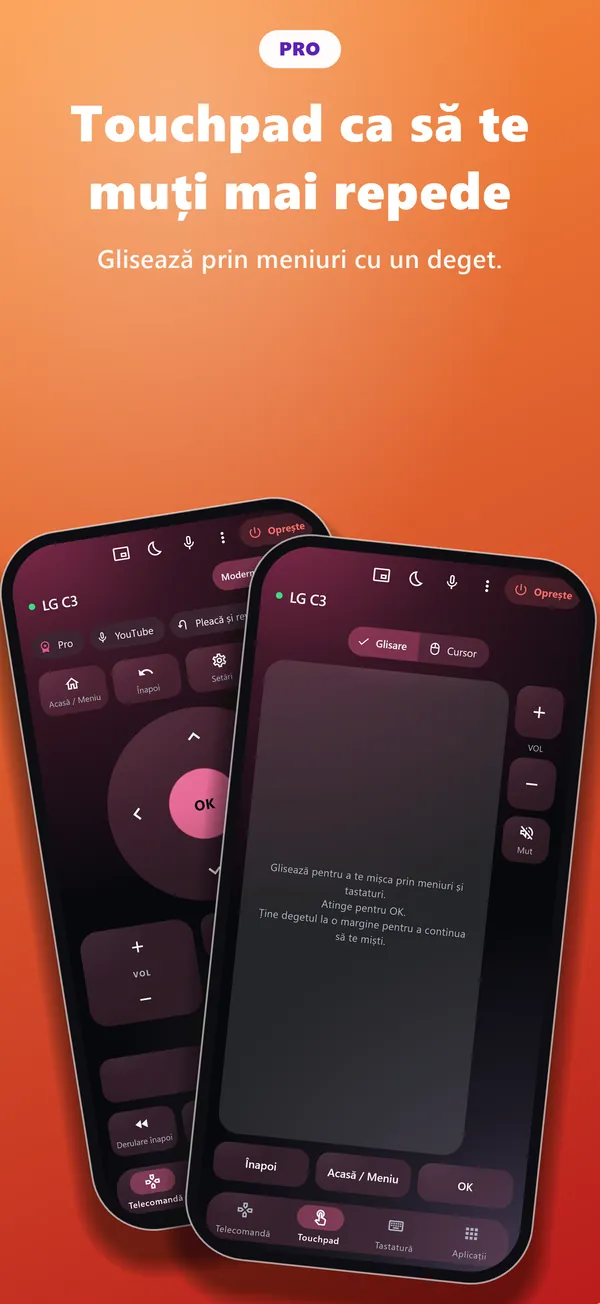 PRO
Touchpad ca să te
muți mai repede
Glisează prin meniuri cu un deget.
Oprește
LG C3
Modern
Pro
YouTube
Pleacă și
Acasă / Meniu
Înapoi
Setări
OK
+
VOL
−
Derulare înapoi
Telecomandă
Oprește
LG C3
Glisare
Cursor
+
VOL
−
Mut
Glisează pentru a te mișca prin meniuri și
tastaturi.
Atinge pentru OK.
Ține degetul la o margine pentru a continua
să te miști.
Înapoi
Acasă / Meniu
OK
Telecomandă
Touchpad
Tastatură
Aplicații